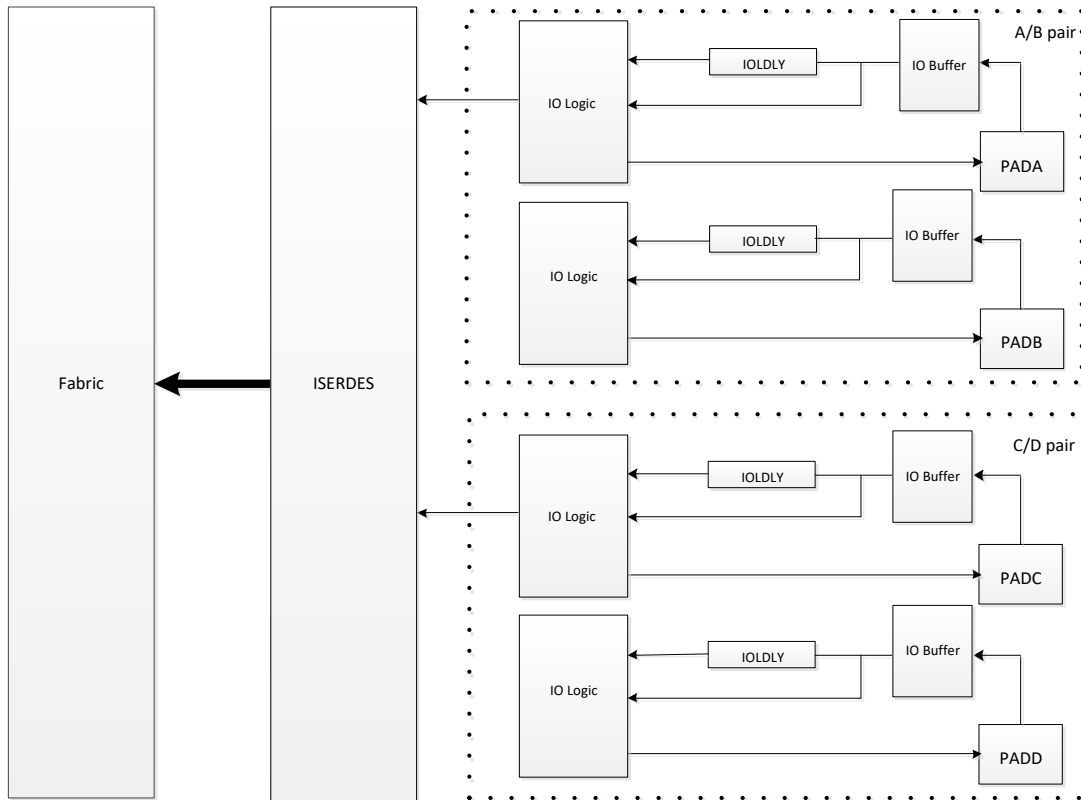 A/B pair
IOLDLY
IO Buffer
IO Logic
PADA
IOLDLY
IO Buffer
IO Logic
PADB
Fabric
ISERDES
C/D pair
IOLDLY
IO Buffer
IO Logic
PADC
IOLDLY
IO Buffer
IO Logic
PADD